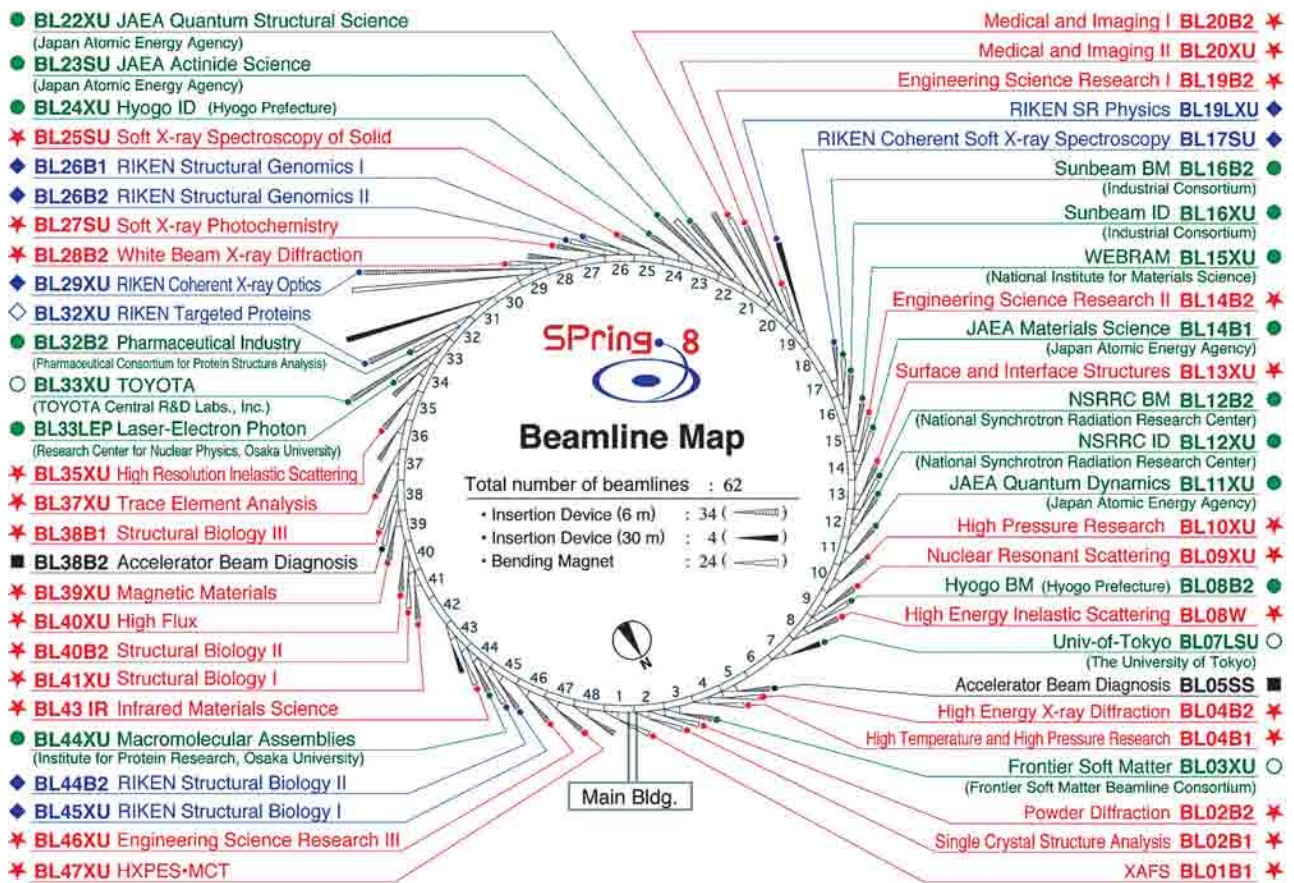 BL22XU JAEA Quantum Structural Science
(Japan Atomic Energy Agency)
BL23SU JAEA Actinide Science
(Japan Atomic Energy Agency)
BL24XU Hyogo ID (Hyogo Prefecture)
BL25SU Soft X-ray Spectroscopy of Solid
BL26B1 RIKEN Structural Genomics I
BL26B2 RIKEN Structural Genomics II
BL27SU Soft X-ray Photochemistry
BL28B2 White Beam X-ray Diffraction
BL29XU RIKEN Coherent X-ray Optics
BL32XU RIKEN Targeted Proteins
BL32B2 Pharmaceutical Industry
(Pharmaceutical Consortium for Protein Structure Analysis)
BL33XU TOYOTA
(TOYOTA Central R&D Labs., Inc.)
BL33LEP Laser-Electron Photon
(Research Center for Nuclear Physics, Osaka University)
BL35XU High Resolution Inelastic Scattering
BL37XU Trace Element Analysis
BL38B1 Structural Biology III
BL38B2 Accelerator Beam Diagnosis
BL39XU Magnetic Materials
BL40XU High Flux
BL40B2 Structural Biology II
BL41XU Structural Biology I
BL43 IR Infrared Materials Science
BL44XU Macromolecular Assemblies
(Institute for Protein Research, Osaka University)
BL44B2 RIKEN Structural Biology II
BL45XU RIKEN Structural Biology I
BL46XU Engineering Science Research III
BL47XU HXPES•MCT
Medical and Imaging I BL20B2
Medical and Imaging II BL20XU
Engineering Science Research I BL19B2
RIKEN SR Physics BL19LXU
RIKEN Coherent Soft X-ray Spectroscopy BL17SU
Sunbeam BM BL16B2
(Industrial Consortium)
Sunbeam ID BL16XU
(Industrial Consortium)
WEBRAM BL15XU
(National Institute for Materials Science)
Engineering Science Research II BL14B2
JAEA Materials Science BL14B1
(Japan Atomic Energy Agency)
Surface and Interface Structures BL13XU
NSRRC BM BL12B2
(National Synchrotron Radiation Research Center)
NSRRC ID BL12XU
(National Synchrotron Radiation Research Center)
JAEA Quantum Dynamics BL11XU
(Japan Atomic Energy Agency)
High Pressure Research BL10XU
Nuclear Resonant Scattering BL09XU
Hyogo BM (Hyogo Prefecture) BL08B2
High Energy Inelastic Scattering BL08W
Univ-of-Tokyo BL07LSU
(The University of Tokyo)
Accelerator Beam Diagnosis BL05SS
High Energy X-ray Diffraction BL04B2
High Temperature and High Pressure Research BL04B1
Frontier Soft Matter BL03XU
(Frontier Soft Matter Beamline Consortium)
Powder Diffraction BL02B2
Single Crystal Structure Analysis BL02B1
XAFS BL01B1
SPring-8
Beamline Map
Total number of beamlines : 62
• Insertion Device (6 m) : 34 ( )
• Insertion Device (30 m) : 4 ( )
• Bending Magnet : 24 ( )
N
Main Bldg.
1
2
3
4
5
6
7
8
9
10
11
12
13
14
15
16
17
18
19
20
21
22
23
24
25
26
27
28
29
30
31
32
33
34
35
36
37
38
39
40
41
42
43
44
45
46
47
48